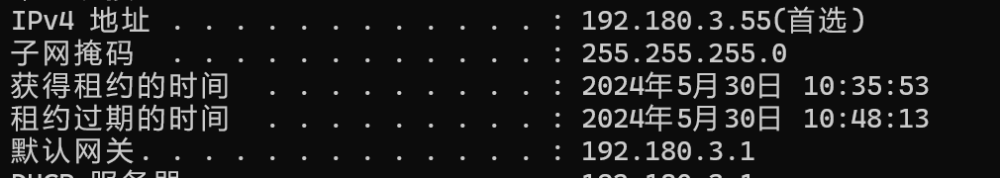 IPv4 地址 . . . . . . . . . . . . : 192.180.3.55(首选)
子网掩码 . . . . . . . . . . . . : 255.255.255.0
获得租约的时间 . . . . . . . . . : 2024年5月30日 10:35:53
租约过期的时间 . . . . . . . . . : 2024年5月30日 10:48:13
默认网关. . . . . . . . . . . . . : 192.180.3.1